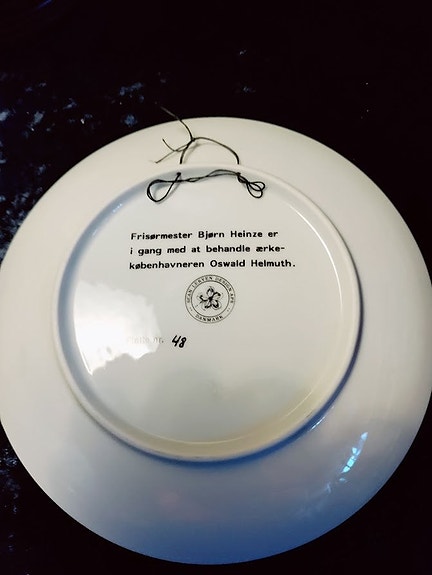 Frisørmester Bjørn Heinze er
i gang med at behandle ærke-
københavneren Oswald Helmuth.
DANMARK
48